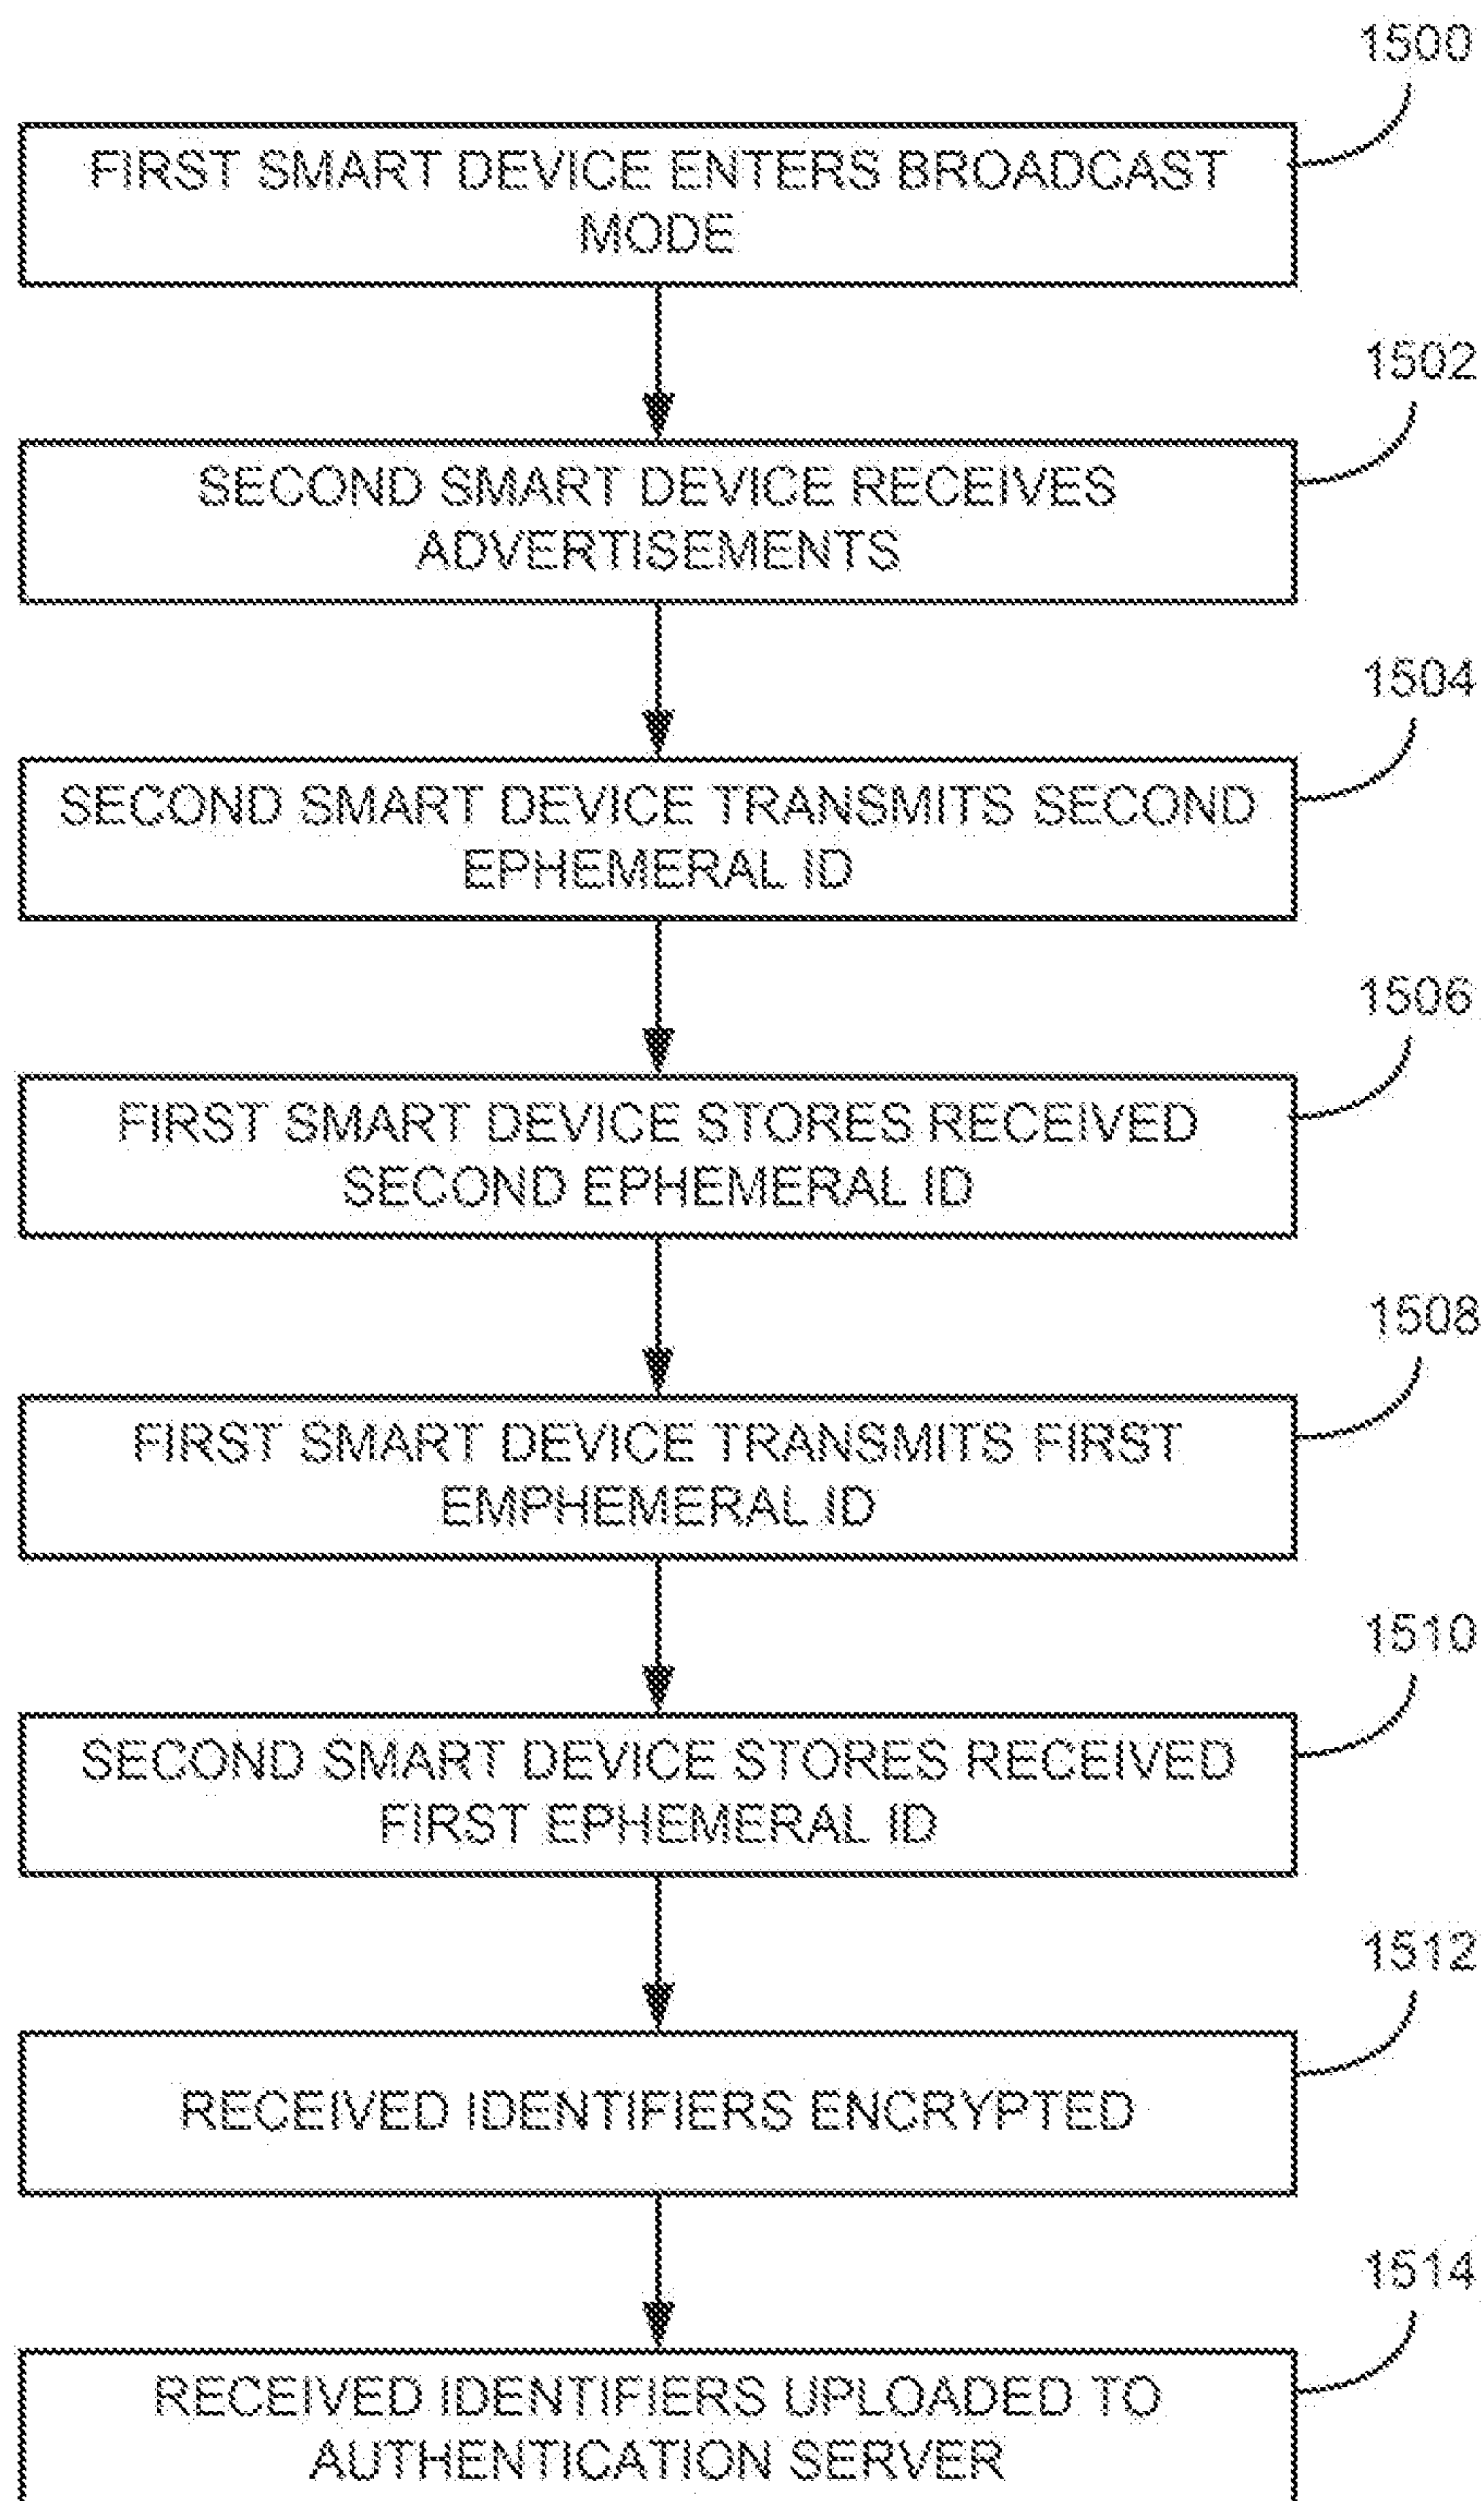 1500
FIRST SMART DEVICE ENTERS BROADCAST
MODE
1502
SECOND SMART DEVICE RECEIVES
ADVERTISEMENTS
1504
SECOND SMART DEVICE TRANSMITS SECOND
EPHEMERAL ID
1506
FIRST SMART DEVICE STORES RECEIVED
SECOND EPHEMERAL ID
1508
FIRST SMART DEVICE TRANSMITS FIRST
EMPHEMERAL ID
1510
SECOND SMART DEVICE STORES RECEIVED
FIRST EPHEMERAL ID
1512
RECEIVED IDENTIFIERS ENCRYPTED
1514
RECEIVED IDENTIFIERS UPLOADED TO
AUTHENTICATION SERVER